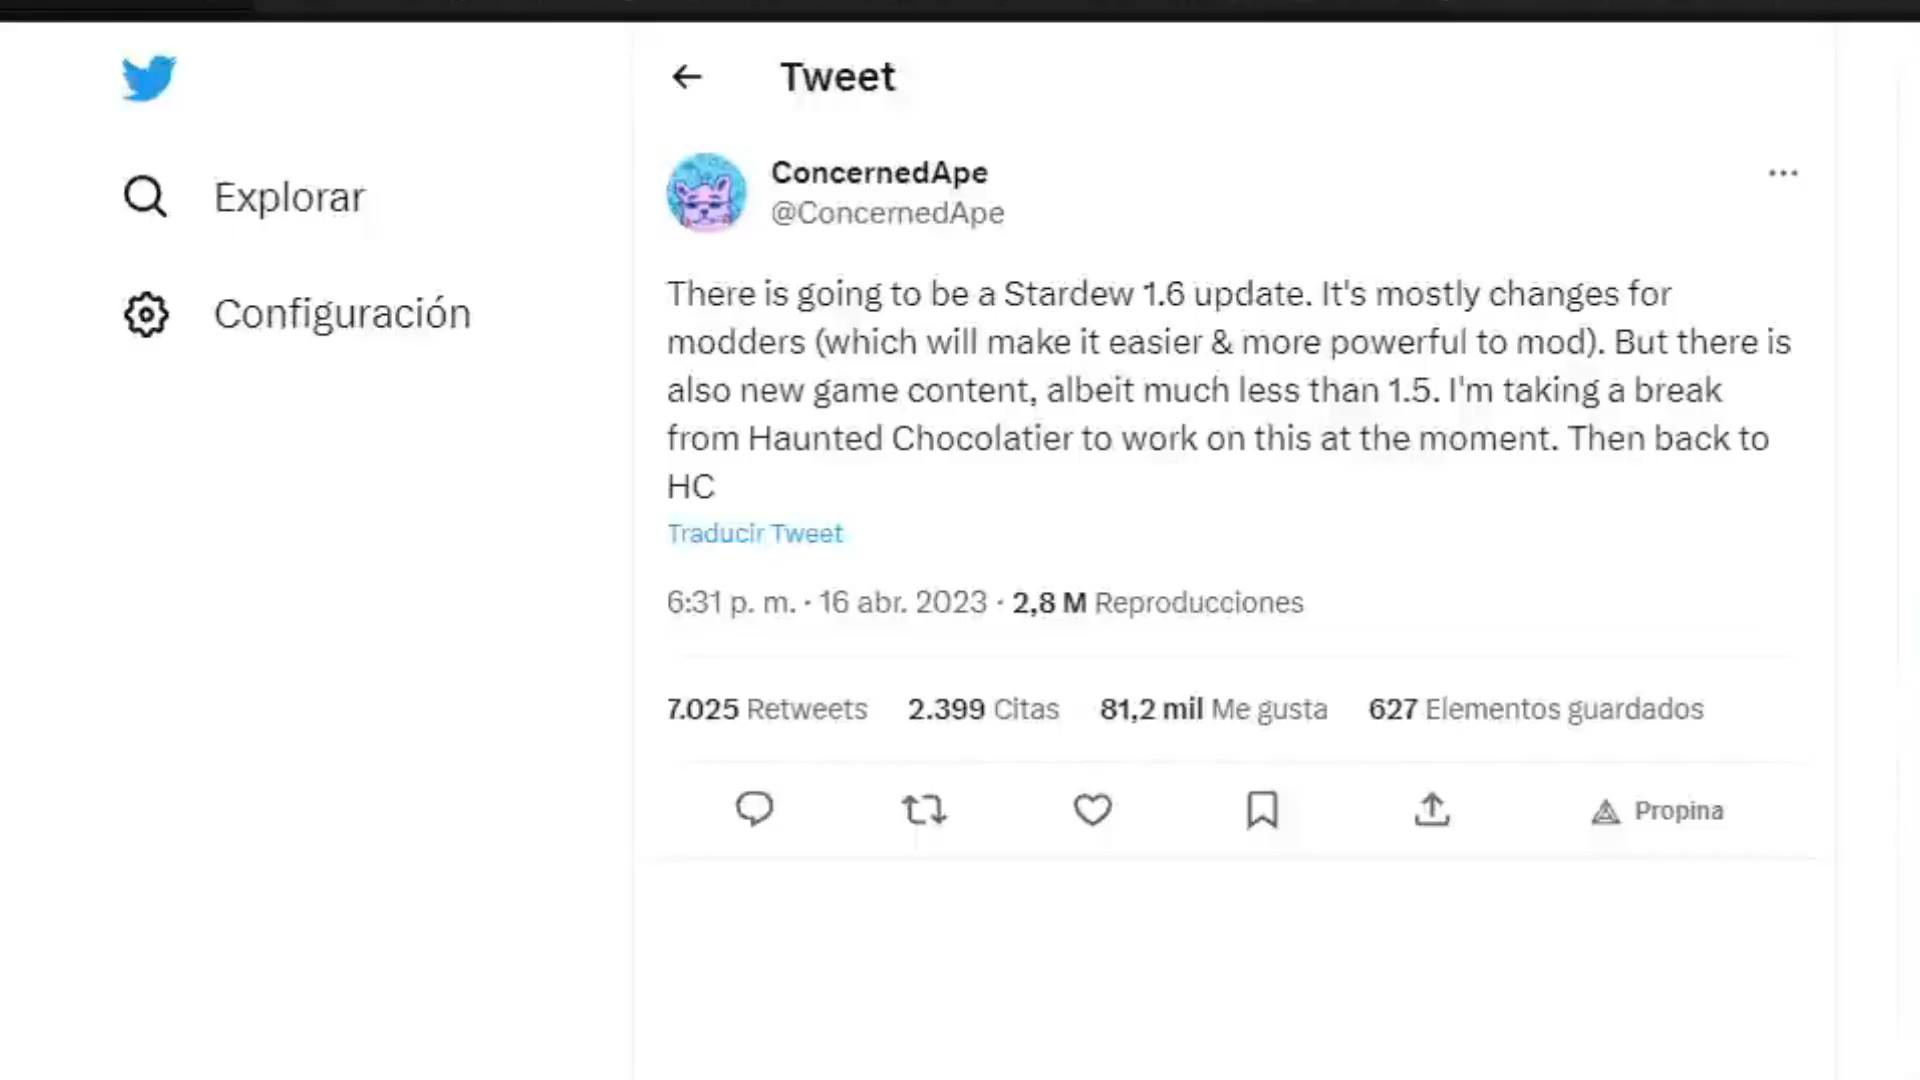 Tweet
Explorar
Configuración
ConcernedApe
@ConcernedApe
There is going to be a Stardew 1.6 update. It's mostly changes for
modders (which will make it easier & more powerful to mod). But there is
also new game content, albeit much less than 1.5. I'm taking a break
from Haunted Chocolatier to work on this at the moment. Then back to
HC
Traducir Tweet
6:31 p. m. · 16 abr. 2023 · 2,8 M Reproducciones
7.025 Retweets 2.399 Citas 81,2 mil Me gusta 627 Elementos guardados
Propina